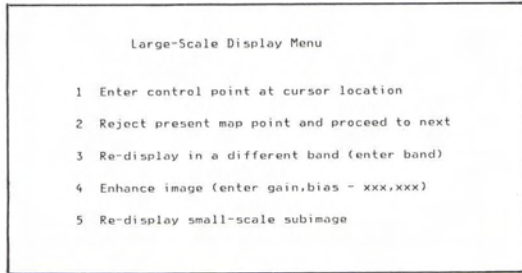 Large-Scale Display Menu
1 Enter control point at cursor location
2 Reject present map point and proceed to next
3 Re-display in a different band (enter band)
4 Enhance image (enter gain,bias - xxx,xxx)
5 Re-display small-scale subimage